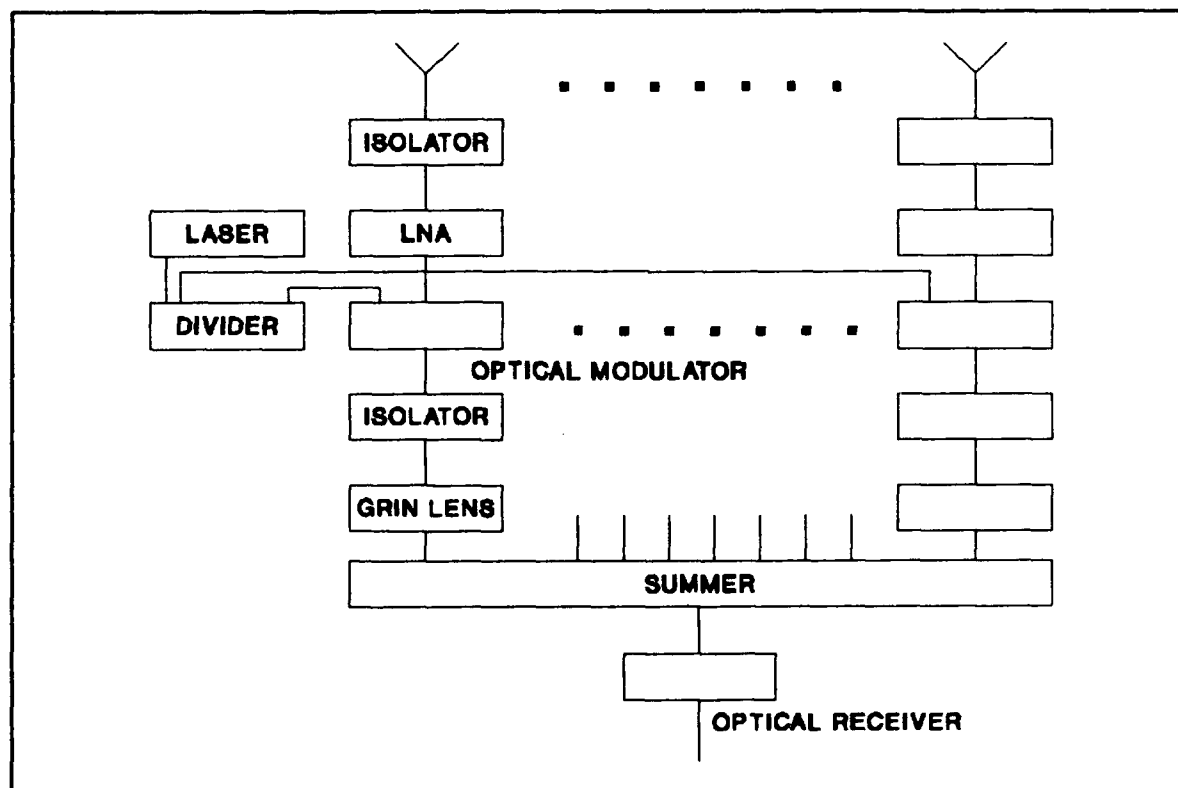 ISOLATOR
LASER
LNA
DIVIDER
OPTICAL MODULATOR
ISOLATOR
GRIN LENS
SUMMER
OPTICAL RECEIVER